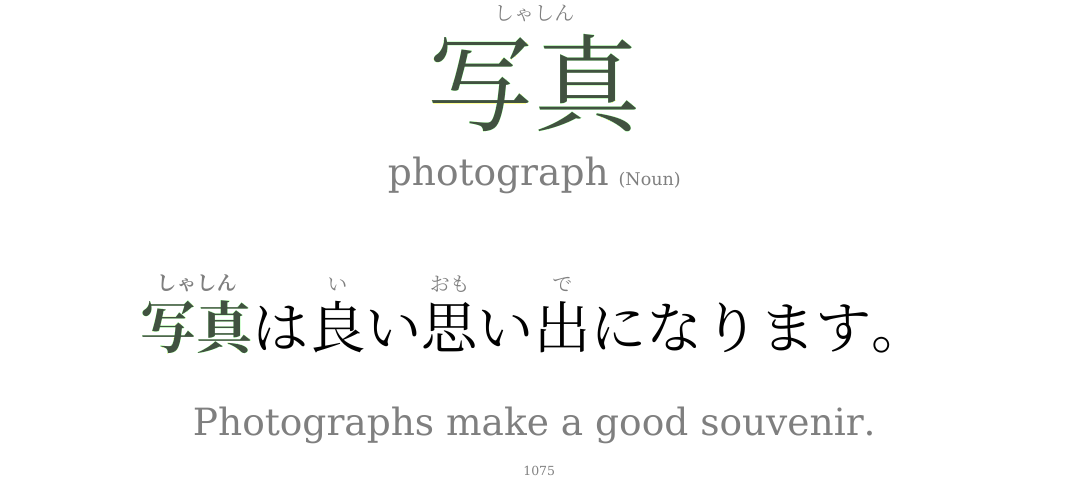 しゃしん
写真
photograph (Noun)
しゃしん い おも で
写真は良い思い出になります。
Photographs make a good souvenir.
1075